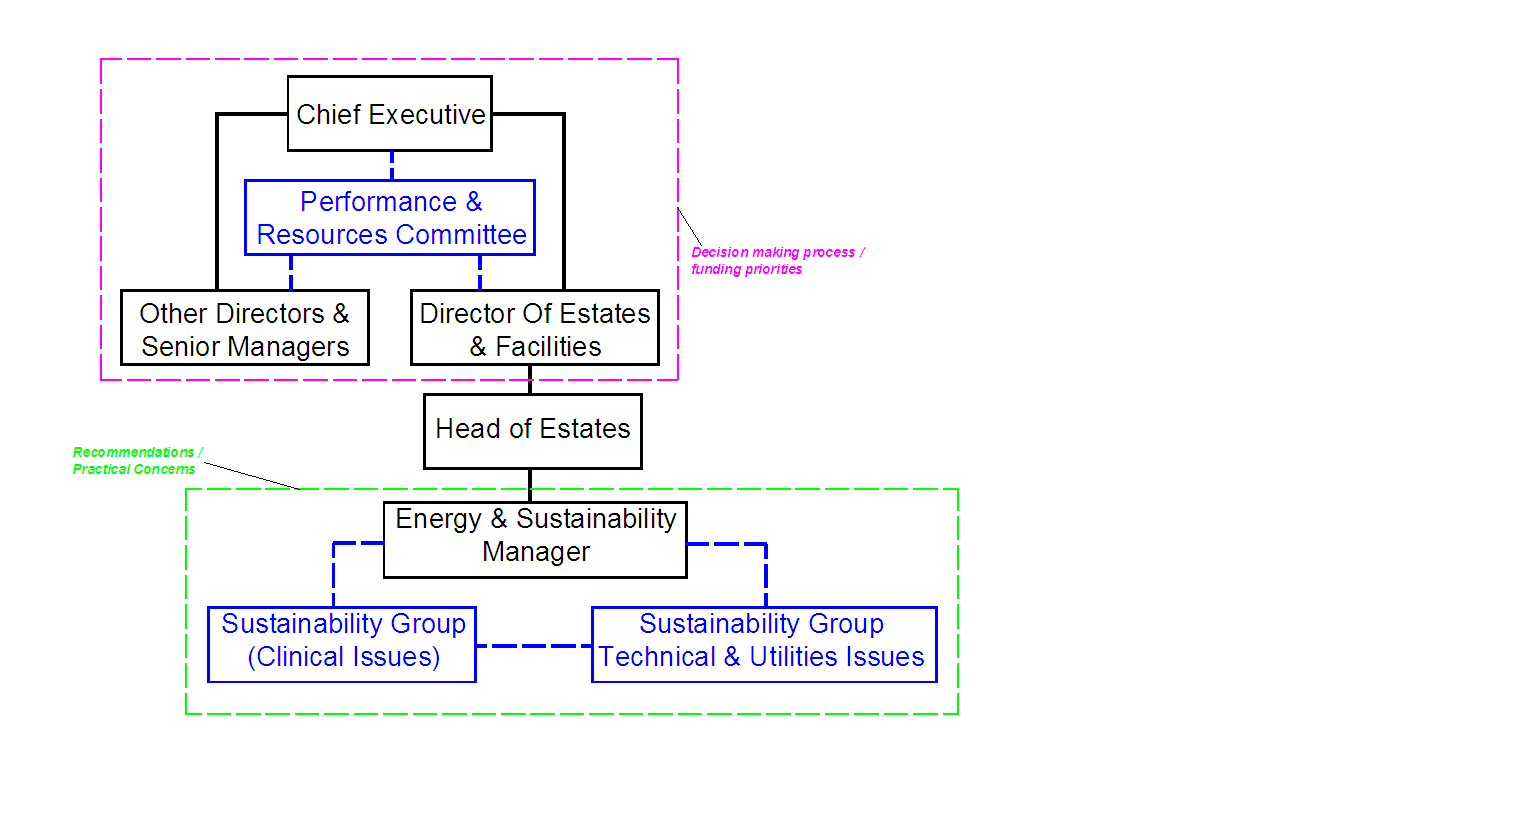 Chief Executive
Performance &
Resources Committee
Decision making process /
funding priorities
Other Directors &
Senior Managers
Director Of Estates
& Facilities
Head of Estates
Recommendations /
Practical Concerns
Energy & Sustainability
Manager
Sustainability Group
(Clinical Issues)
Sustainability Group
Technical & Utilities Issues